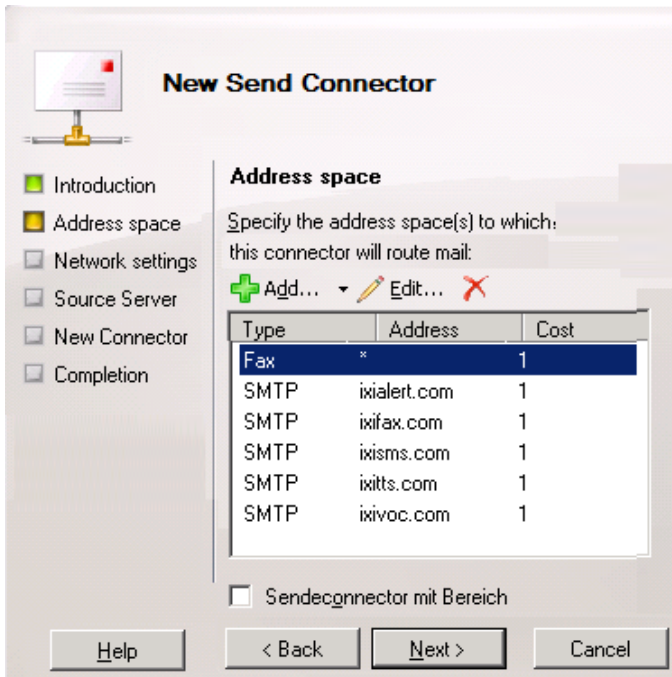 New Send Connector
Introduction
Address space
Network settings
Source Server
New Connector
Completion
Address space
Specify the address space(s) to which
this connector will route mail:
Add... Edit...
Type Address Cost
Fax * 1
SMTP ixialert.com 1
SMTP ixifax.com 1
SMTP ixisms.com 1
SMTP ixitts.com 1
SMTP ixivoc.com 1
Sendeconnector mit Bereich
Help < Back Next > Cancel